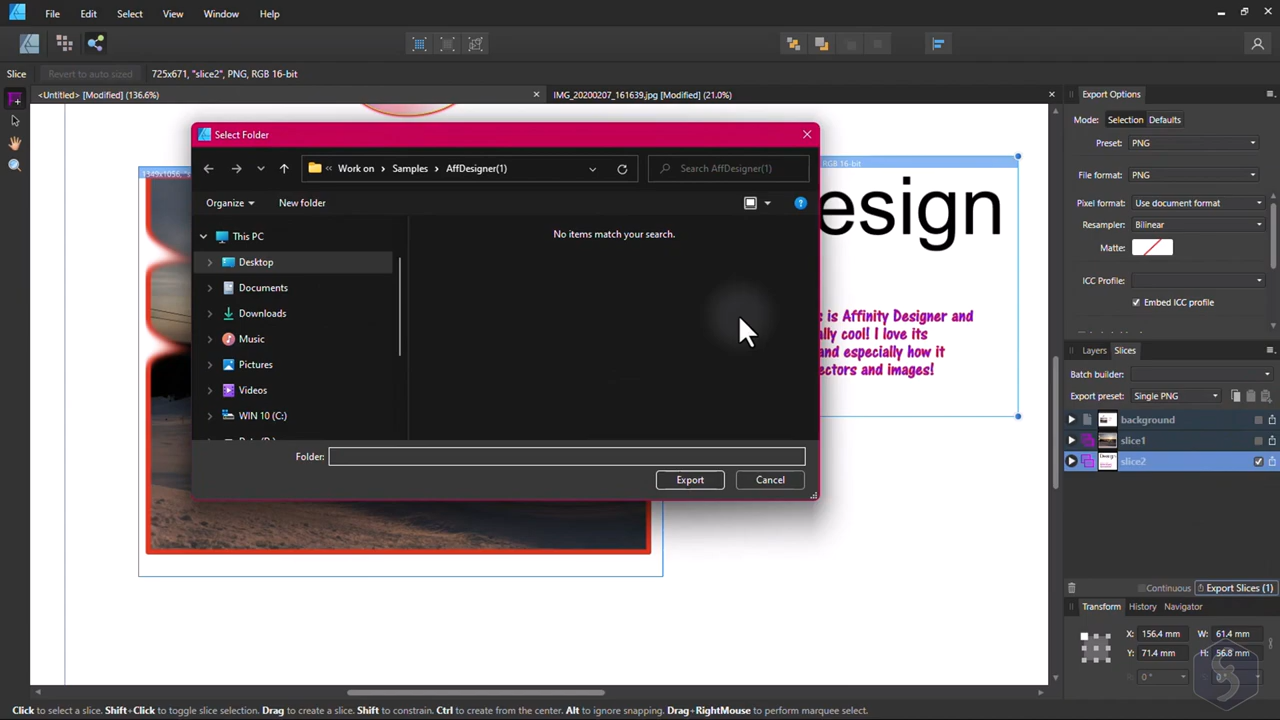 File Edit Select View Window Help
Slice Revert to auto sized 725x671, "slice2", PNG, RGB 16-bit
<Untitled> [Modified] (136.6%)
IMG_20200207_161639.jpg [Modified] (21.0%)
Select Folder
« Work on > Samples > AffDesigner(1)
Search AffDesigner(1)
Organize New folder
This PC
Desktop
Documents
Downloads
Music
Pictures
Videos
WIN 10 (C:)
No items match your search.
Folder:
Export Cancel
RGB 16-bit
esign
is Affinity Designer and
ally cool! I love its
and especially how it
ectors and images!
Export Options
Mode: Selection Defaults
Preset: PNG
File format: PNG
Pixel format: Use document format
Resampler: Bilinear
Matte:
ICC Profile:
Embed ICC profile
Layers Slices
Batch builder:
Export preset: Single PNG
background
slice1
slice2
Continuous Export Slices (1)
Transform History Navigator
X: 156.4 mm W: 61.4 mm
Y: 71.4 mm H: 56.8 mm
0 °
Click to select a slice. Shift+Click to toggle slice selection. Drag to create a slice. Shift to constrain. Ctrl to create from the center. Alt to ignore snapping. Drag+RightMouse to perform marquee select.